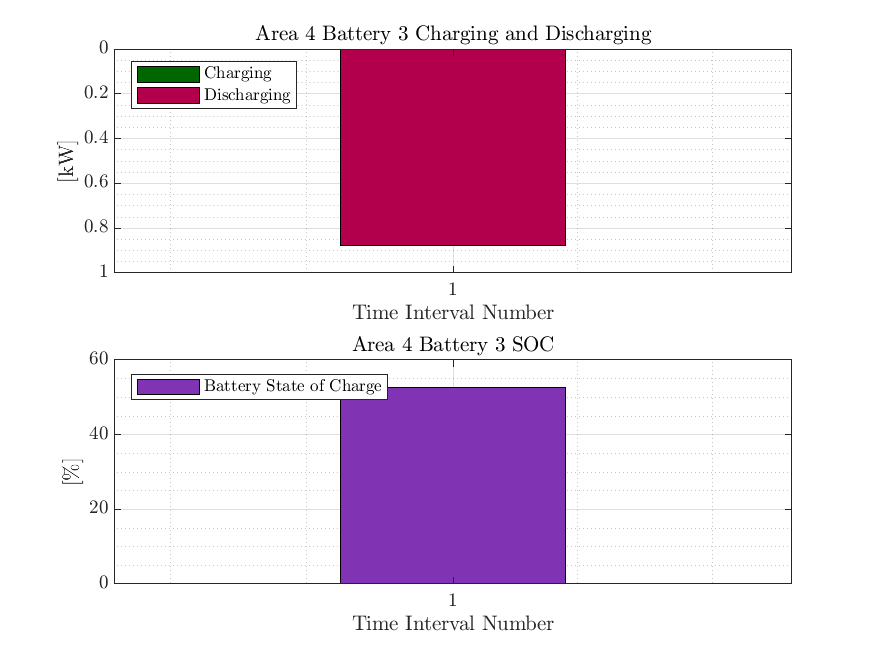 Area 4 Battery 3 Charging and Discharging
0
Charging
Discharging
0.2
0.4
0.6
0.8
1
[kW]
1
Time Interval Number
Area 4 Battery 3 SOC
60
Battery State of Charge
40
20
0
[%]
1
Time Interval Number